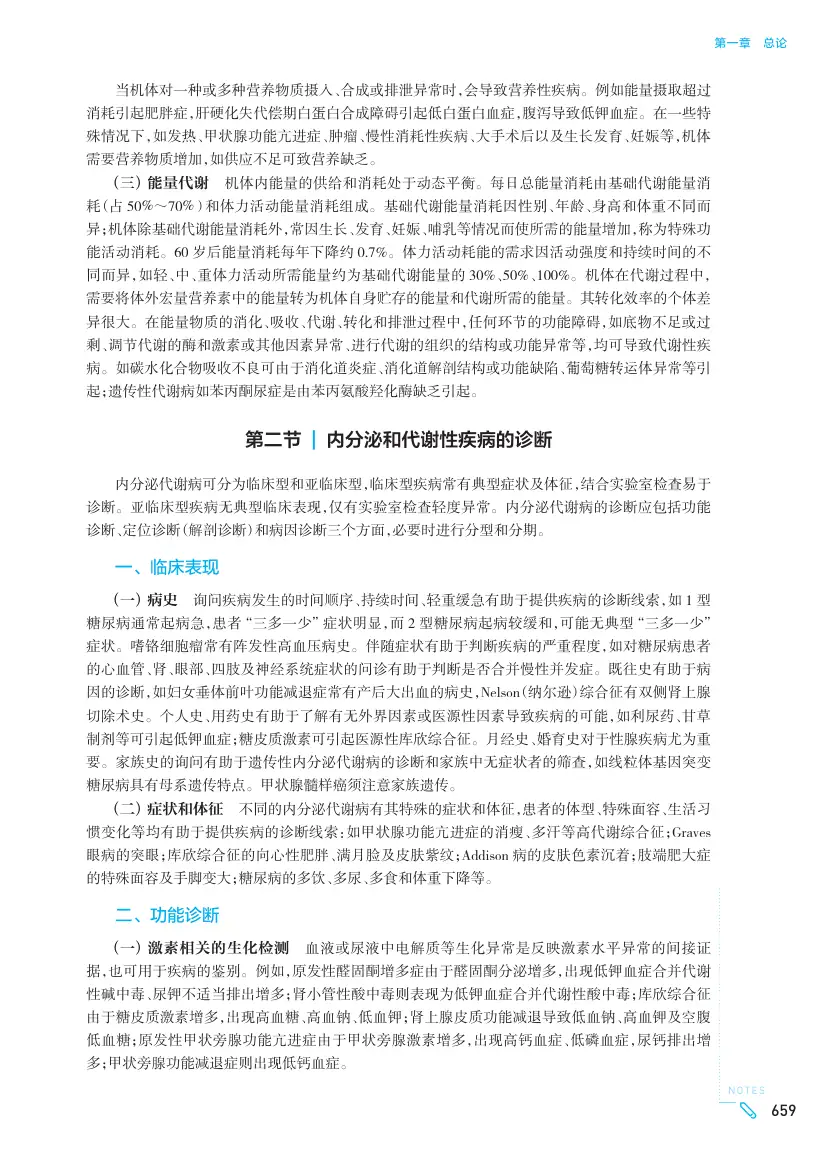 第一章 总论
当机体对一种或多种营养物质摄入、合成或排泄异常时,会导致营养性疾病。例如能量摄取超过
消耗引起肥胖症,肝硬化失代偿期白蛋白合成障碍引起低白蛋白血症,腹泻导致低钾血症。在一些特
殊情况下,如发热、甲状腺功能亢进症、肿瘤、慢性消耗性疾病、大手术后以及生长发育、妊娠等,机体
需要营养物质增加,如供应不足可致营养缺乏。
(三)能量代谢 机体内能量的供给和消耗处于动态平衡。每日总能量消耗由基础代谢能量消
耗(占 50%~70%)和体力活动能量消耗组成。基础代谢能量消耗因性别、年龄、身高和体重不同而
异;机体除基础代谢能量消耗外,常因生长、发育、妊娠、哺乳等情况而使所需的能量增加,称为特殊功
能活动消耗。60 岁后能量消耗每年下降约 0.7%。体力活动耗能的需求因活动强度和持续时间的不
同而异,如轻、中、重体力活动所需能量约为基础代谢能量的 30%、50%、100%。机体在代谢过程中,
需要将体外宏量营养素中的能量转为机体自身贮存的能量和代谢所需的能量。其转化效率的个体差
异很大。在能量物质的消化、吸收、代谢、转化和排泄过程中,任何环节的功能障碍,如底物不足或过
剩、调节代谢的酶和激素或其他因素异常、进行代谢的组织的结构或功能异常等,均可导致代谢性疾
病。如碳水化合物吸收不良可由于消化道炎症、消化道解剖结构或功能缺陷、葡萄糖转运体异常等引
起;遗传性代谢病如苯丙酮尿症是由苯丙氨酸羟化酶缺乏引起。
第二节 | 内分泌和代谢性疾病的诊断
内分泌代谢病可分为临床型和亚临床型,临床型疾病常有典型症状及体征,结合实验室检查易于
诊断。亚临床型疾病无典型临床表现,仅有实验室检查轻度异常。内分泌代谢病的诊断应包括功能
诊断、定位诊断(解剖诊断)和病因诊断三个方面,必要时进行分型和分期。
一、临床表现
(一)病史 询问疾病发生的时间顺序、持续时间、轻重缓急有助于提供疾病的诊断线索,如 1 型
糖尿病通常起病急,患者“三多一少”症状明显,而 2 型糖尿病起病较缓和,可能无典型“三多一少”
症状。嗜铬细胞瘤常有阵发性高血压病史。伴随症状有助于判断疾病的严重程度,如对糖尿病患者
的心血管、肾、眼部、四肢及神经系统症状的问诊有助于判断是否合并慢性并发症。既往史有助于病
因的诊断,如妇女垂体前叶功能减退症常有产后大出血的病史,Nelson(纳尔逊)综合征有双侧肾上腺
切除术史。个人史、用药史有助于了解有无外界因素或医源性因素导致疾病的可能,如利尿药、甘草
制剂等可引起低钾血症;糖皮质激素可引起医源性库欣综合征。月经史、婚育史对于性腺疾病尤为重
要。家族史的询问有助于遗传性内分泌代谢病的诊断和家族中无症状者的筛查,如线粒体基因突变
糖尿病具有母系遗传特点。甲状腺髓样癌须注意家族遗传。
(二)症状和体征 不同的内分泌代谢病有其特殊的症状和体征,患者的体型、特殊面容、生活习
惯变化等均有助于提供疾病的诊断线索:如甲状腺功能亢进症的消瘦、多汗等高代谢综合征;Graves
眼病的突眼;库欣综合征的向心性肥胖、满月脸及皮肤紫纹;Addison 病的皮肤色素沉着;肢端肥大症
的特殊面容及手脚变大;糖尿病的多饮、多尿、多食和体重下降等。
二、功能诊断
(一)激素相关的生化检测 血液或尿液中电解质等生化异常是反映激素水平异常的间接证
据,也可用于疾病的鉴别。例如,原发性醛固酮增多症由于醛固酮分泌增多,出现低钾血症合并代谢
性碱中毒、尿钾不适当排出增多;肾小管性酸中毒则表现为低钾血症合并代谢性酸中毒;库欣综合征
由于糖皮质激素增多,出现高血糖、高血钠、低血钾;肾上腺皮质功能减退导致低血钠、高血钾及空腹
低血糖;原发性甲状旁腺功能亢进症由于甲状旁腺激素增多,出现高钙血症、低磷血症,尿钙排出增
多;甲状旁腺功能减退症则出现低钙血症。
NOTES
659